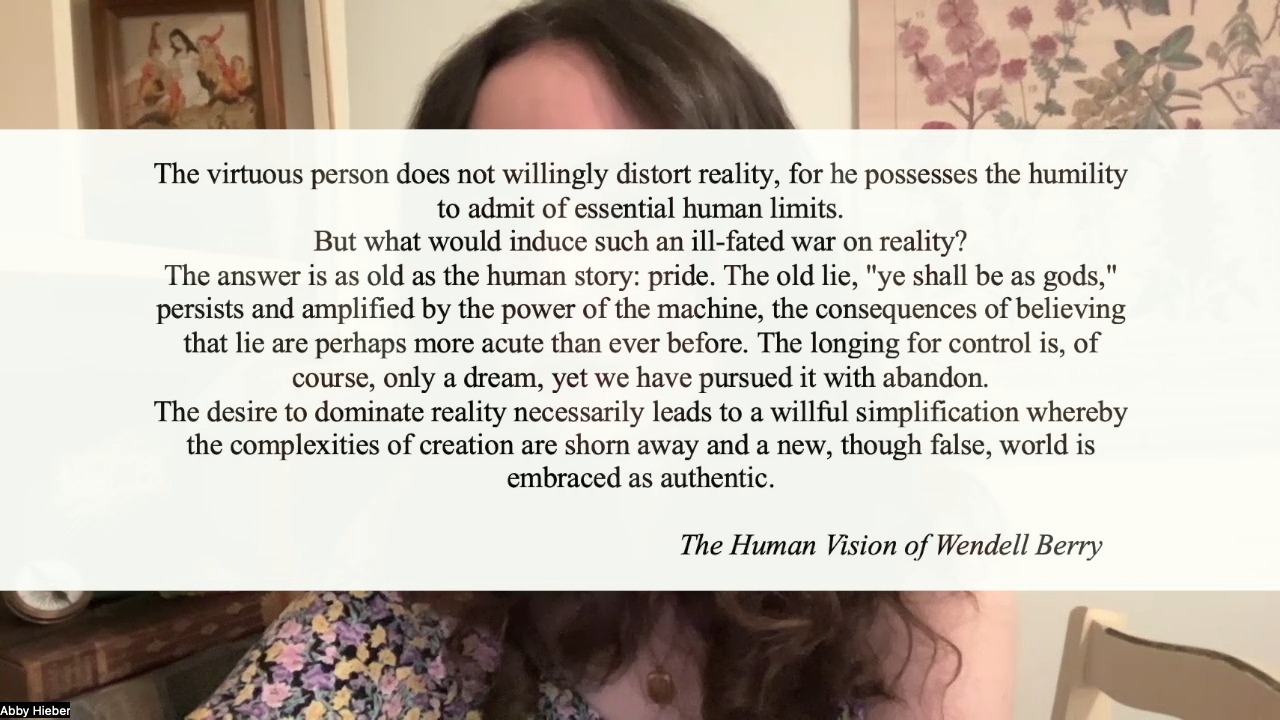 The virtuous person does not willingly distort reality, for he possesses the humility
to admit of essential human limits.
But what would induce such an ill-fated war on reality?
The answer is as old as the human story: pride. The old lie, "ye shall be as gods,"
persists and amplified by the power of the machine, the consequences of believing
that lie are perhaps more acute than ever before. The longing for control is, of
course, only a dream, yet we have pursued it with abandon.
The desire to dominate reality necessarily leads to a willful simplification whereby
the complexities of creation are shorn away and a new, though false, world is
embraced as authentic.
The Human Vision of Wendell Berry
Abby Hieber